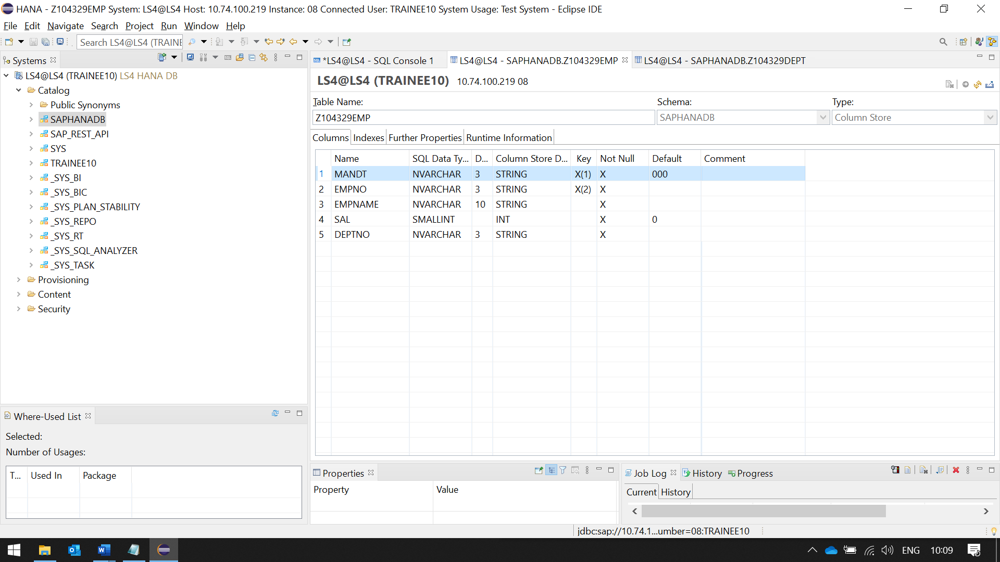 HANA - Z104329EMP System: LS4@LS4 Host: 10.74.100.219 Instance: 08 Connected User: TRAINEE10 System Usage: Test System - Eclipse IDE
File Edit Navigate Search Project Run Window Help
Search LS4@LS4 (TRAINE
Systems
LS4@LS4 (TRAINEE10) LS4 HANA DB
Catalog
Public Synonyms
SAPHANADB
SAP_REST_API
SYS
TRAINEE10
_SYS_BI
_SYS_BIC
_SYS_PLAN_STABILITY
_SYS_REPO
_SYS_RT
_SYS_SQL_ANALYZER
_SYS_TASK
Provisioning
Content
Security
Where-Used List
Selected:
Number of Usages:
T... Used In Package
*LS4@LS4 - SQL Console 1 LS4@LS4 - SAPHANADB.Z104329EMP LS4@LS4 - SAPHANADB.Z104329DEPT
LS4@LS4 (TRAINEE10) 10.74.100.219 08
Table Name: Schema: Type:
Z104329EMP SAPHANADB Column Store
Columns Indexes Further Properties Runtime Information
Name SQL Data Ty... D... Column Store D... Key Not Null Default Comment
1 MANDT NVARCHAR 3 STRING X(1) X 000
2 EMPNO NVARCHAR 3 STRING X(2) X
3 EMPNAME NVARCHAR 10 STRING X
4 SAL SMALLINT INT X 0
5 DEPTNO NVARCHAR 3 STRING X
Properties
Property Value
Job Log History Progress
Current History
jdbc:sap://10.74.1...umber=08:TRAINEE10
ENG 10:09